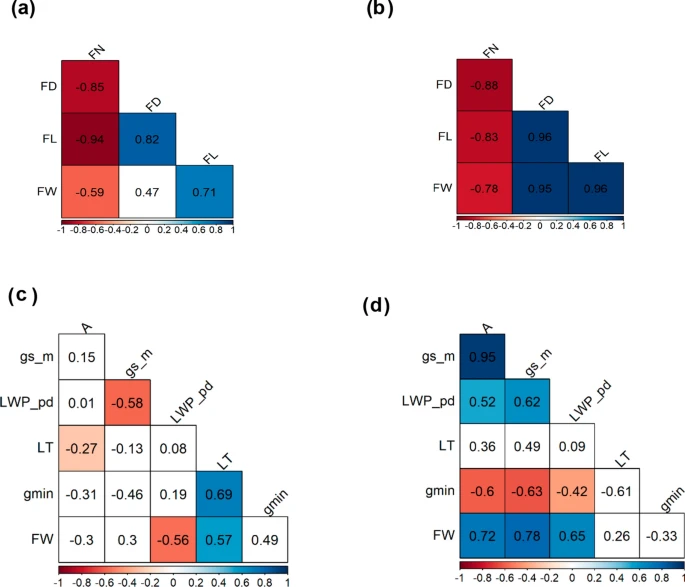 (a)
FN
FD -0.85
FD
FL -0.94 0.82
FL
FW -0.59 0.47 0.71
-1 -0.8-0.6-0.4-0.2 0 0.2 0.4 0.6 0.8 1
(b)
FN
FD -0.88
FD
FL -0.83 0.96
FL
FW -0.78 0.95 0.96
-1 -0.8-0.6-0.4-0.2 0 0.2 0.4 0.6 0.8 1
(c)
A
gs_m 0.15
gs_m
LWP_pd 0.01 -0.58
LWP_pd
LT -0.27 -0.13 0.08
LT
gmin -0.31 -0.46 0.19 0.69
gmin
FW -0.3 0.3 -0.56 0.57 0.49
-1 -0.8 -0.6 -0.4 -0.2 0 0.2 0.4 0.6 0.8 1
(d)
A
gs_m 0.95
gs_m
LWP_pd 0.52 0.62
LWP_pd
LT 0.36 0.49 0.09
LT
gmin -0.6 -0.63 -0.42 -0.61
gmin
FW 0.72 0.78 0.65 0.26 -0.33
-1 -0.8 -0.6 -0.4 -0.2 0 0.2 0.4 0.6 0.8 1